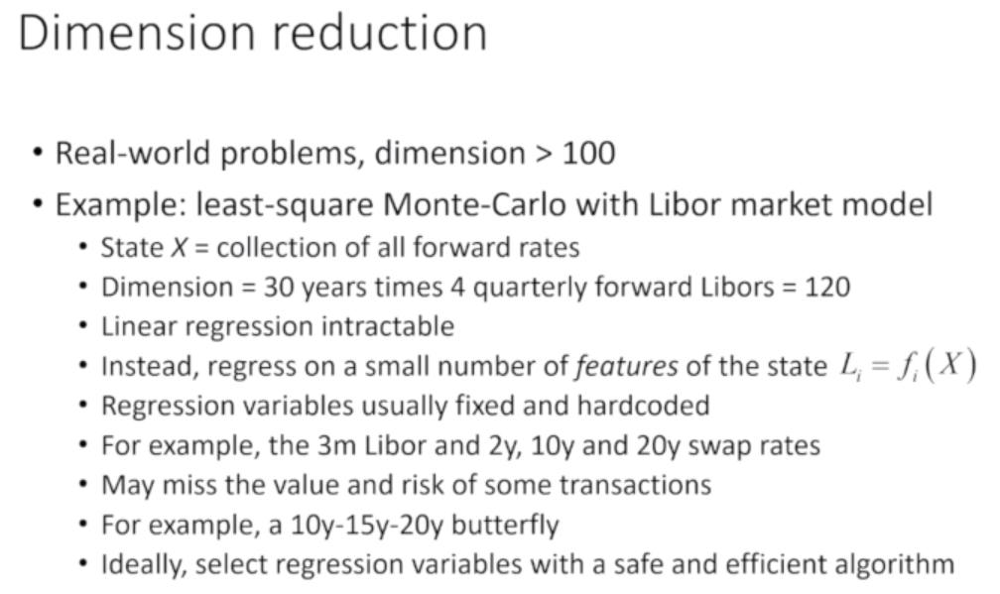 Dimension reduction
• Real-world problems, dimension > 100
• Example: least-square Monte-Carlo with Libor market model
• State X = collection of all forward rates
• Dimension = 30 years times 4 quarterly forward Libors = 120
• Linear regression intractable
• Instead, regress on a small number of features of the state L_i = f_i(X)
• Regression variables usually fixed and hardcoded
• For example, the 3m Libor and 2y, 10y and 20y swap rates
• May miss the value and risk of some transactions
• For example, a 10y-15y-20y butterfly
• Ideally, select regression variables with a safe and efficient algorithm